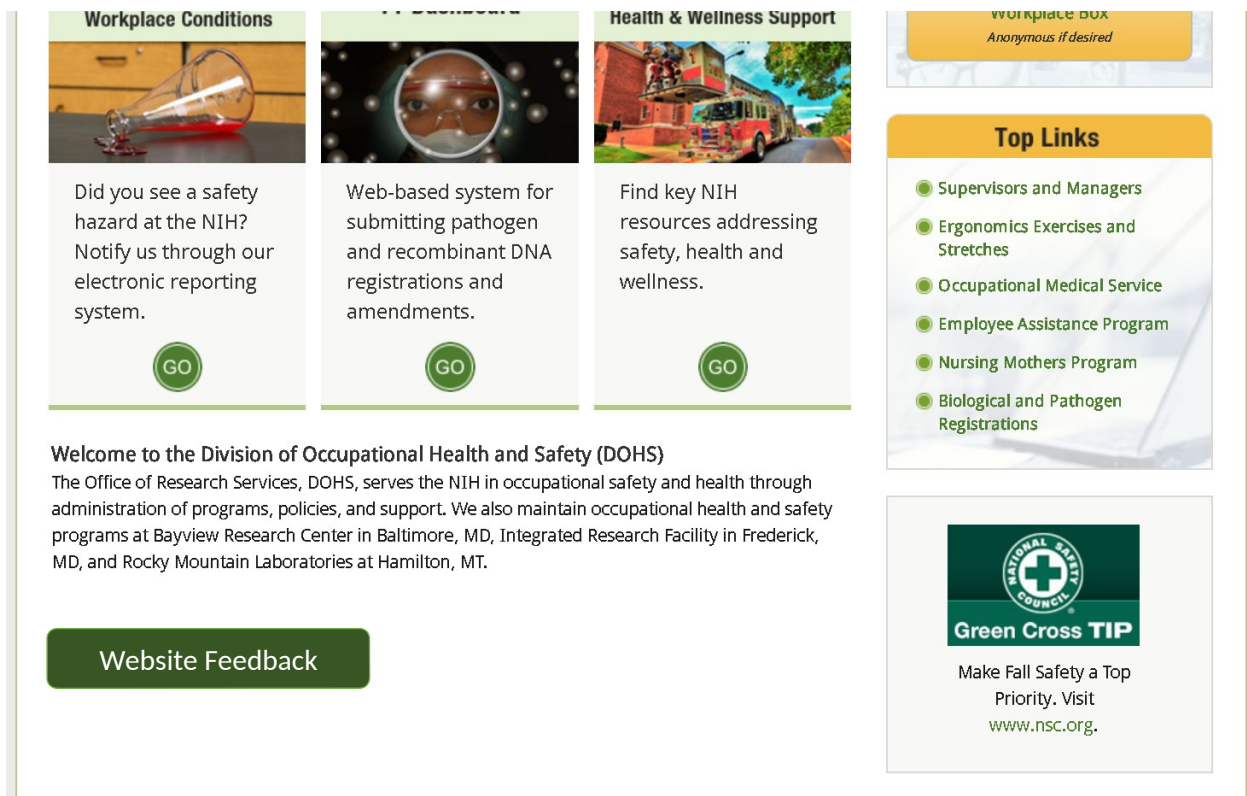 Workplace Conditions
Did you see a safety
hazard at the NIH?
Notify us through our
electronic reporting
system.
GO
Dashboard
Web-based system for
submitting pathogen
and recombinant DNA
registrations and
amendments.
GO
Health & Wellness Support
Find key NIH
resources addressing
safety, health and
wellness.
GO
Welcome to the Division of Occupational Health and Safety (DOHS)
The Office of Research Services, DOHS, serves the NIH in occupational safety and health through
administration of programs, policies, and support. We also maintain occupational health and safety
programs at Bayview Research Center in Baltimore, MD, Integrated Research Facility in Frederick,
MD, and Rocky Mountain Laboratories at Hamilton, MT.
Website Feedback
Workplace Box
Anonymous if desired
Top Links
Supervisors and Managers
Ergonomics Exercises and
Stretches
Occupational Medical Service
Employee Assistance Program
Nursing Mothers Program
Biological and Pathogen
Registrations
NATIONAL SAFETY
COUNCIL
®
Green Cross TIP
Make Fall Safety a Top
Priority. Visit
www.nsc.org.